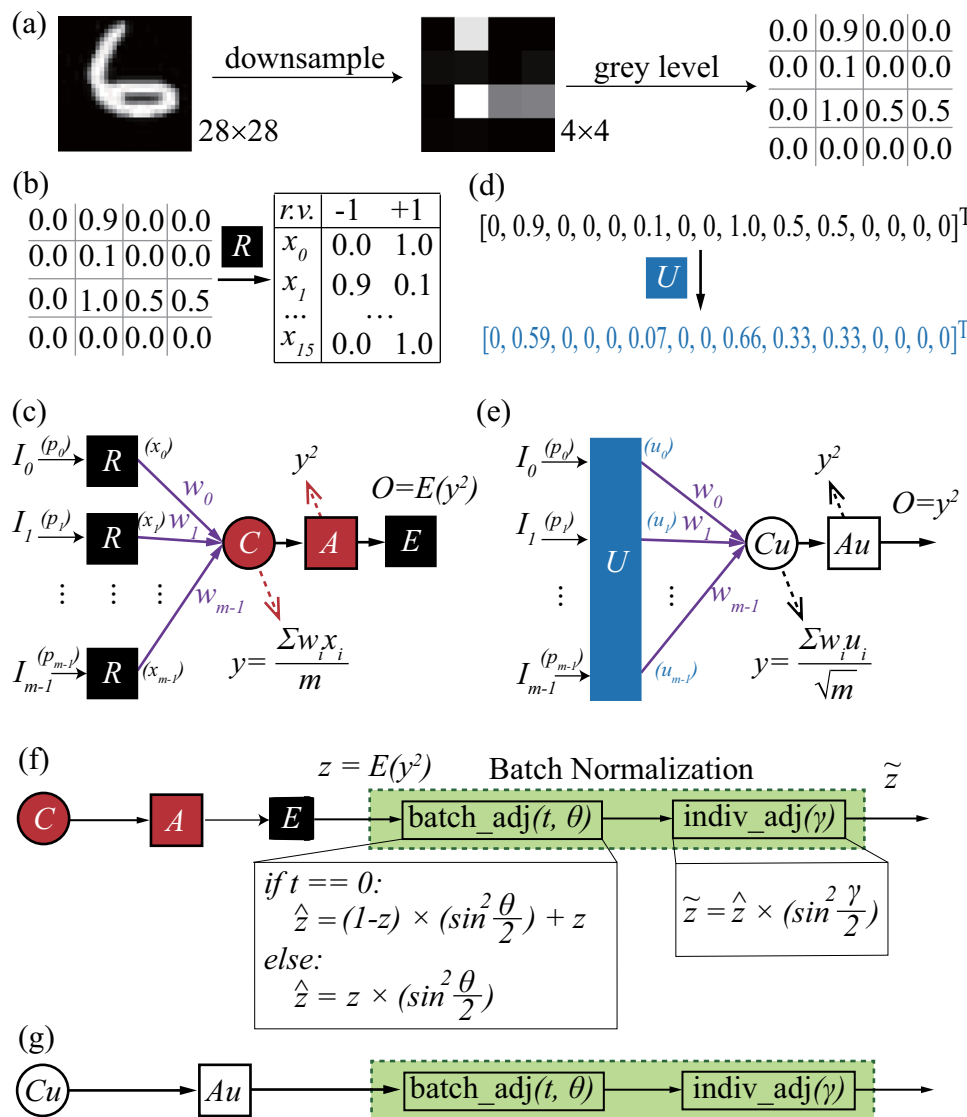 (a)
downsample
28×28
4×4
grey level
0.0 0.9 0.0 0.0
0.0 0.1 0.0 0.0
0.0 1.0 0.5 0.5
0.0 0.0 0.0 0.0
(b)
0.0 0.9 0.0 0.0
0.0 0.1 0.0 0.0
0.0 1.0 0.5 0.5
0.0 0.0 0.0 0.0
R
r.v. -1 +1
x₀ 0.0 1.0
x₁ 0.9 0.1
... ...
x₁₅ 0.0 1.0
(d)
[0, 0.9, 0, 0, 0, 0.1, 0, 0, 1.0, 0.5, 0.5, 0, 0, 0, 0]ᵀ
U
[0, 0.59, 0, 0, 0, 0.07, 0, 0, 0.66, 0.33, 0.33, 0, 0, 0, 0]ᵀ
(c)
I₀ (p₀) R (x₀) w₀
I₁ (p₁) R (x₁) w₁
⋮ ⋮ ⋮
Iₘ₋₁ (pₘ₋₁) R (xₘ₋₁) wₘ₋₁
C A E
y²
O=E(y²)
y= Σwᵢxᵢ / m
(e)
I₀ (p₀) (u₀) w₀
I₁ (p₁) (u₁) w₁
U
⋮ ⋮
Iₘ₋₁ (pₘ₋₁) (uₘ₋₁) wₘ₋₁
Cu Au
y²
O=y²
y= Σwᵢuᵢ / √m
(f)
z = E(y²) Batch Normalization z̃
C A E batch_adj(t, θ) indiv_adj(γ)
if t == 0:
ẑ = (1-z) × (sin² θ/2) + z
else:
ẑ = z × (sin² θ/2)
z̃ = ẑ × (sin² γ/2)
(g)
Cu Au batch_adj(t, θ) indiv_adj(γ)